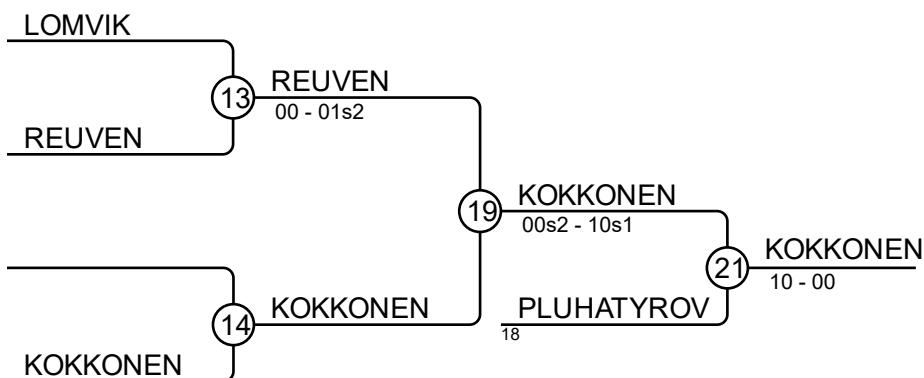 LOMVIK
13
REUVEN
00 - 01s2
REUVEN
19
KOKKONEN
00s2 - 10s1
21
KOKKONEN
10 - 00
14
KOKKONEN
PLUHATYROV
18
KOKKONEN